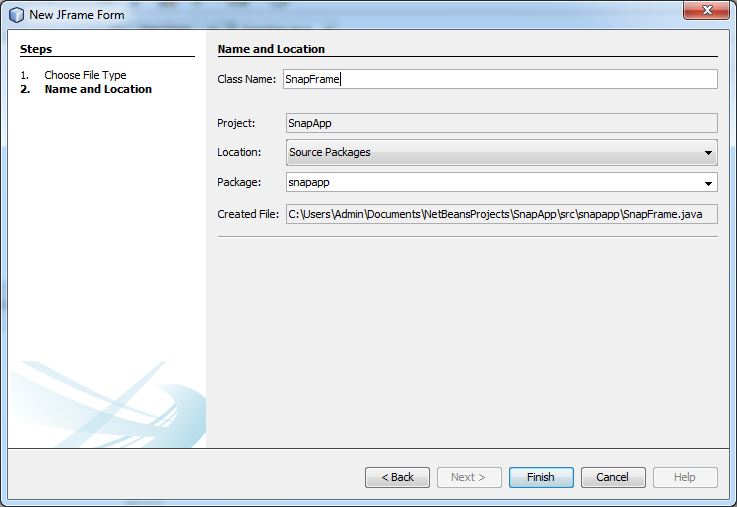 New JFrame Form
Steps
1. Choose File Type
2. Name and Location
Name and Location
Class Name: SnapFrame
Project: SnapApp
Location: Source Packages
Package: snapapp
Created File: C:\Users\Admin\Documents\NetBeansProjects\SnapApp\src\snapapp\SnapFrame.java
< Back Next > Finish Cancel Help